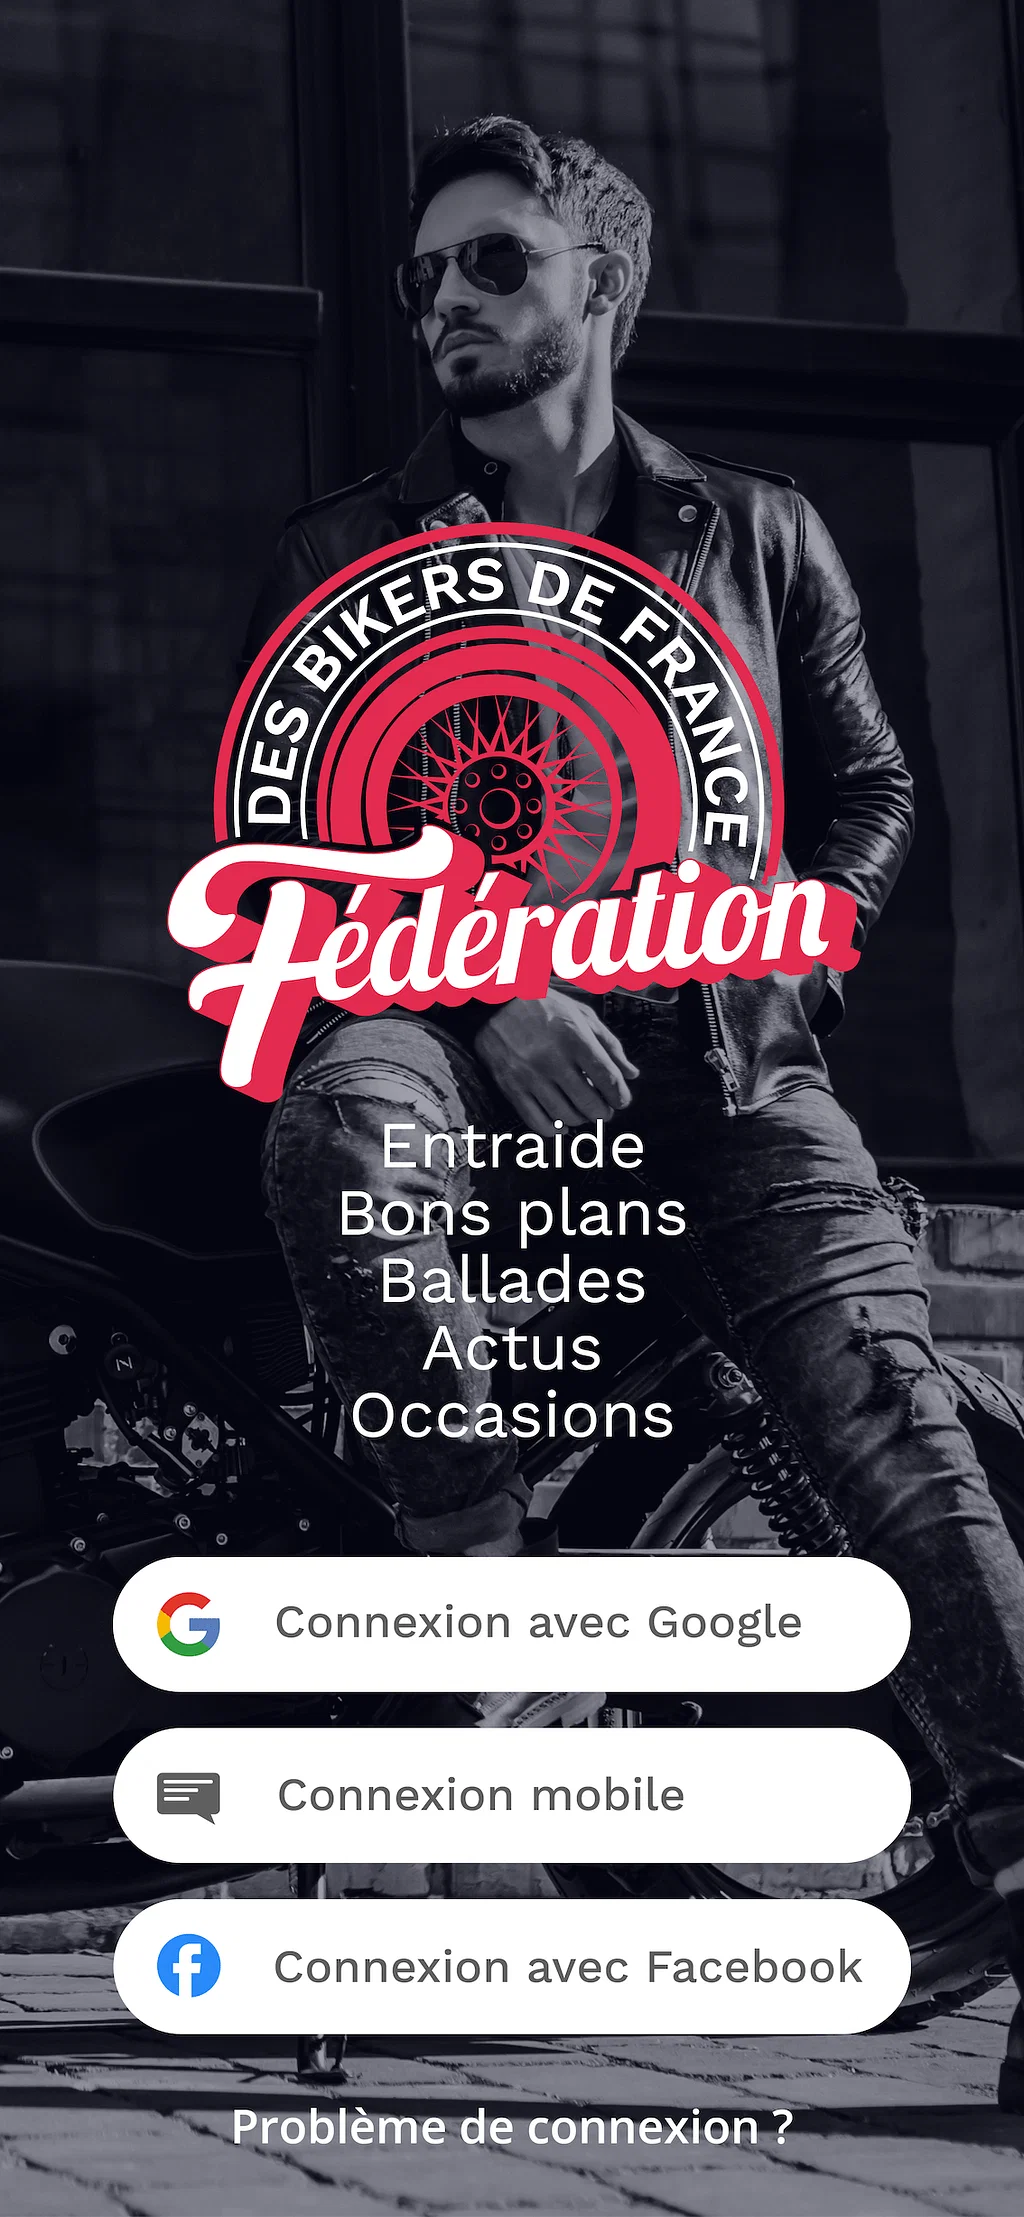 DES BIKERS DE FRANCE
Fédération
Entraide
Bons plans
Ballades
Actus
Occasions
Connexion avec Google
Connexion mobile
Connexion avec Facebook
Problème de connexion ?